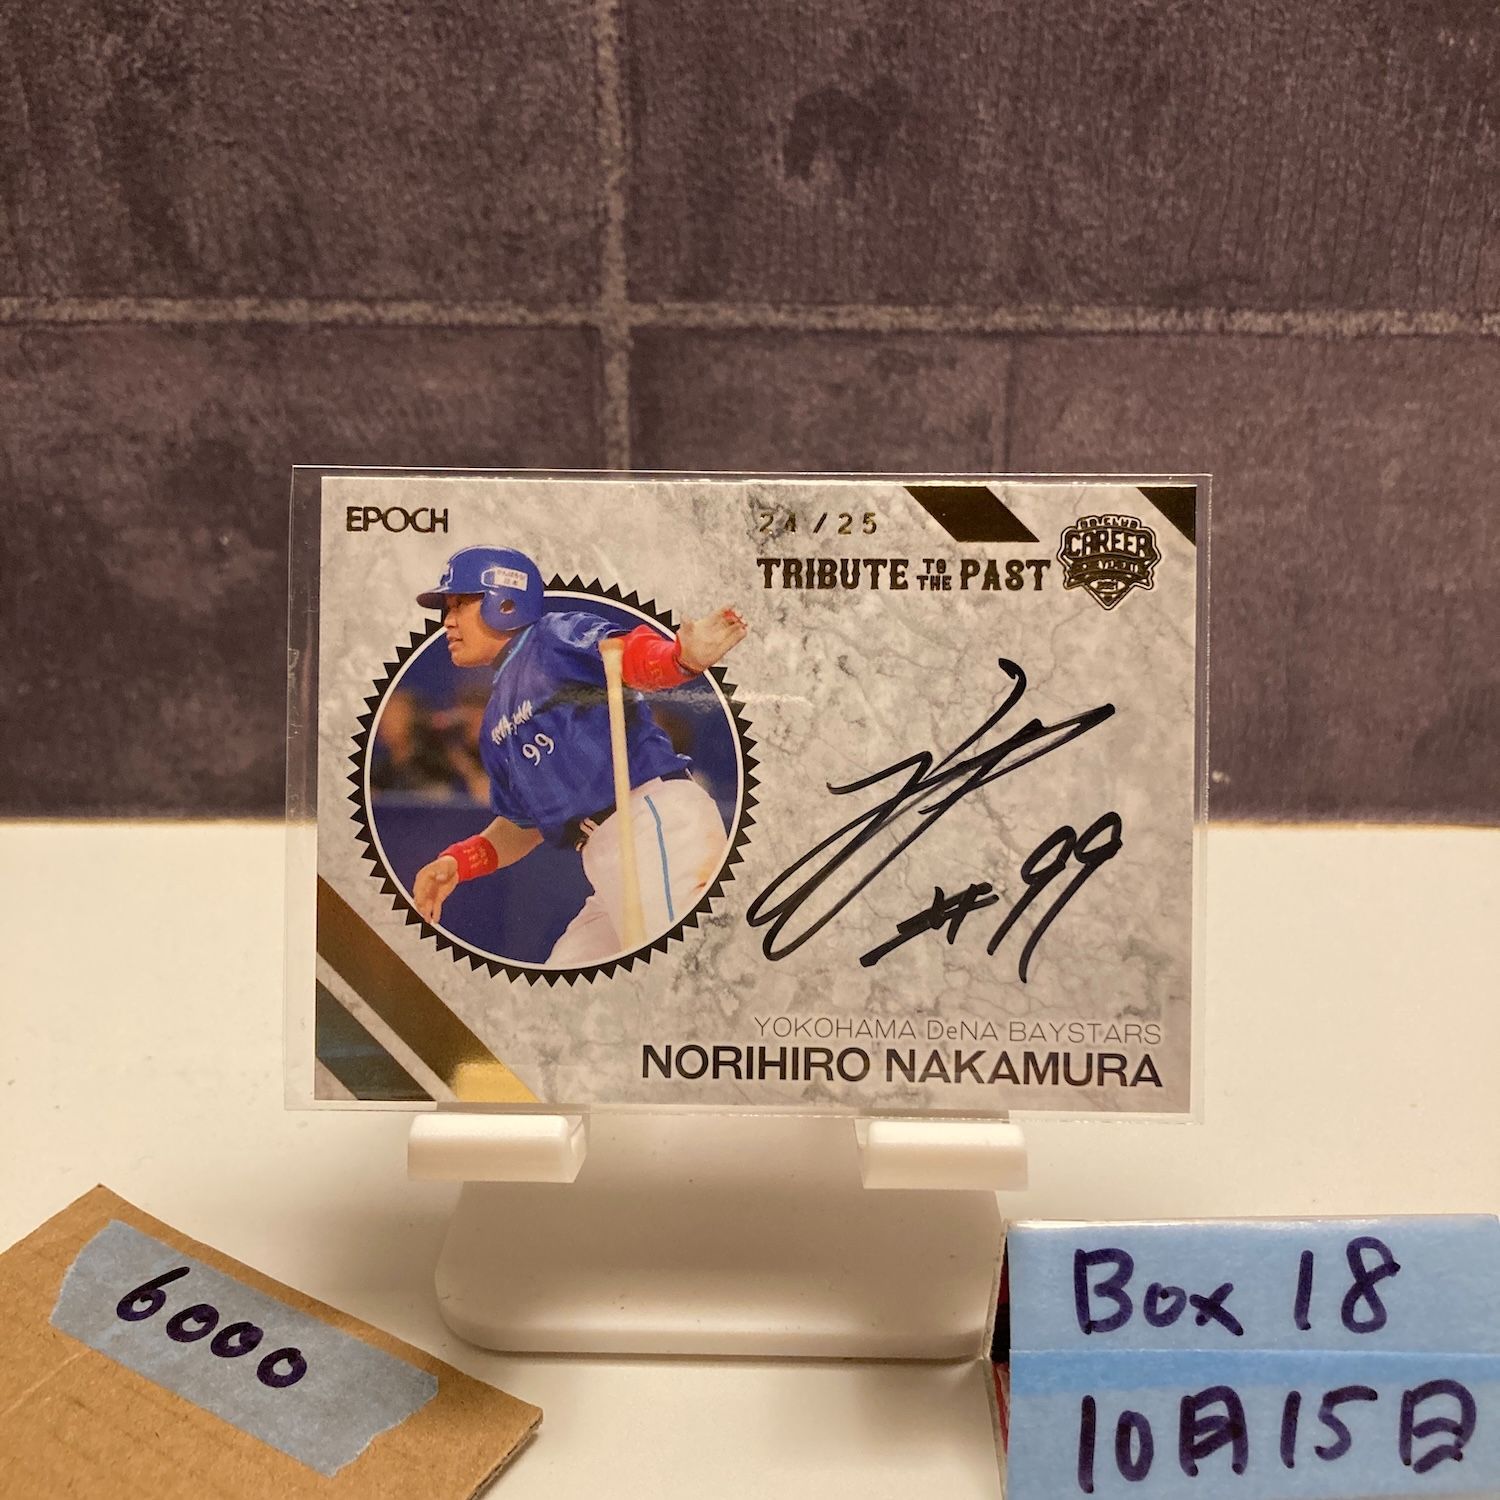 EPOCH
24/25
TRIBUTE TO THE PAST
CAREER
99
#99
YOKOHAMA DeNA BAYSTARS
NORIHIRO NAKAMURA
6000
Box 18
10月15日